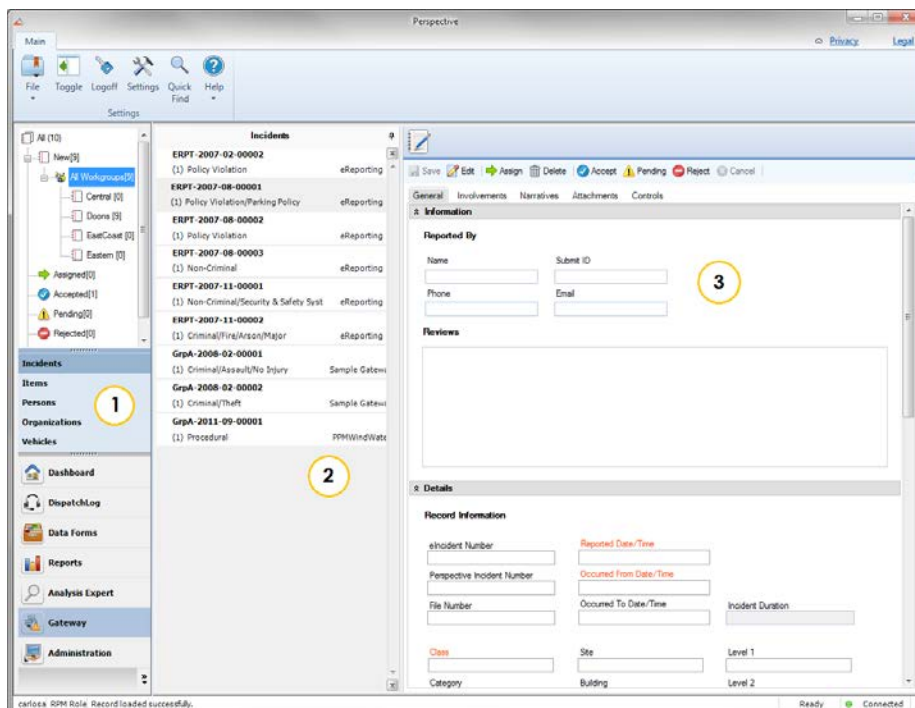 Perspective
Main
Privacy
Legal
File
Toggle
Logoff
Settings
Quick Find
Help
Settings
All (10)
New[9]
All Workgroups[9]
Central [0]
Doons [9]
EastCoast [0]
Eastern [0]
Assigned[0]
Accepted[1]
Pending[0]
Rejected[0]
Incidents
Items
Persons
Organizations
Vehicles
1
Dashboard
DispatchLog
Data Forms
Reports
Analysis Expert
Gateway
Administration
Incidents
ERPT-2007-02-00002
(1) Policy Violation eReporting
ERPT-2007-08-00001
(1) Policy Violation/Parking Policy eReporting
ERPT-2007-08-00002
(1) Policy Violation eReporting
ERPT-2007-08-00003
(1) Non-Criminal eReporting
ERPT-2007-11-00001
(1) Non-Criminal/Security & Safety Syst eReporting
ERPT-2007-11-00002
(1) Criminal/Fire/Arson/Major eReporting
GrpA-2008-02-00001
(1) Criminal/Assault/No Injury Sample Gatewa
GrpA-2008-02-00002
(1) Criminal/Theft Sample Gatewa
GrpA-2011-09-00001
(1) Procedural PPMWindWate
2
Save Edit Assign Delete Accept Pending Reject Cancel
General Involvements Narratives Attachments Controls
Information
Reported By
Name Submit ID
3
Phone Email
Reviews
Details
Record Information
eIncident Number Reported Date/Time
Perspective Incident Number Occurred From Date/Time
File Number Occurred To Date/Time Incident Duration
Class Site Level 1
Category Building Level 2
carlosa RPM Role Record loaded successfully.
Ready Connected